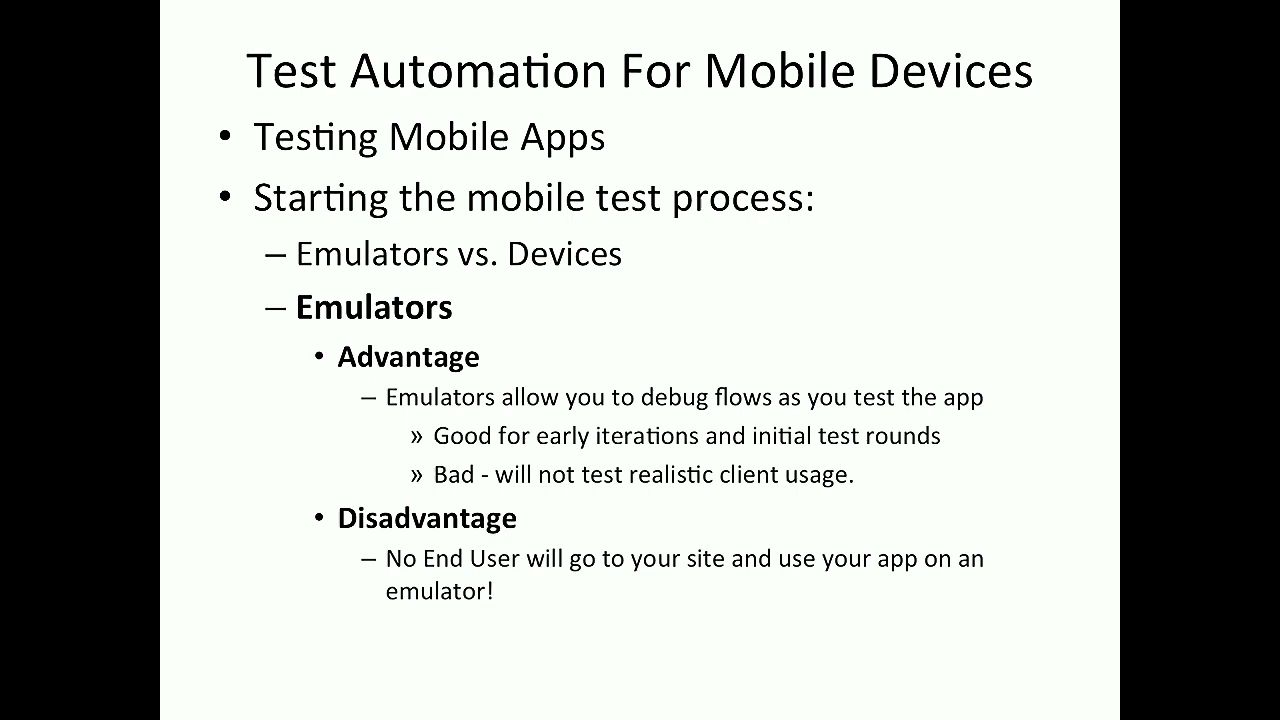 Test Automation For Mobile Devices
• Testing Mobile Apps
• Starting the mobile test process:
– Emulators vs. Devices
– Emulators
• Advantage
– Emulators allow you to debug flows as you test the app
» Good for early iterations and initial test rounds
» Bad - will not test realistic client usage.
• Disadvantage
– No End User will go to your site and use your app on an
emulator!